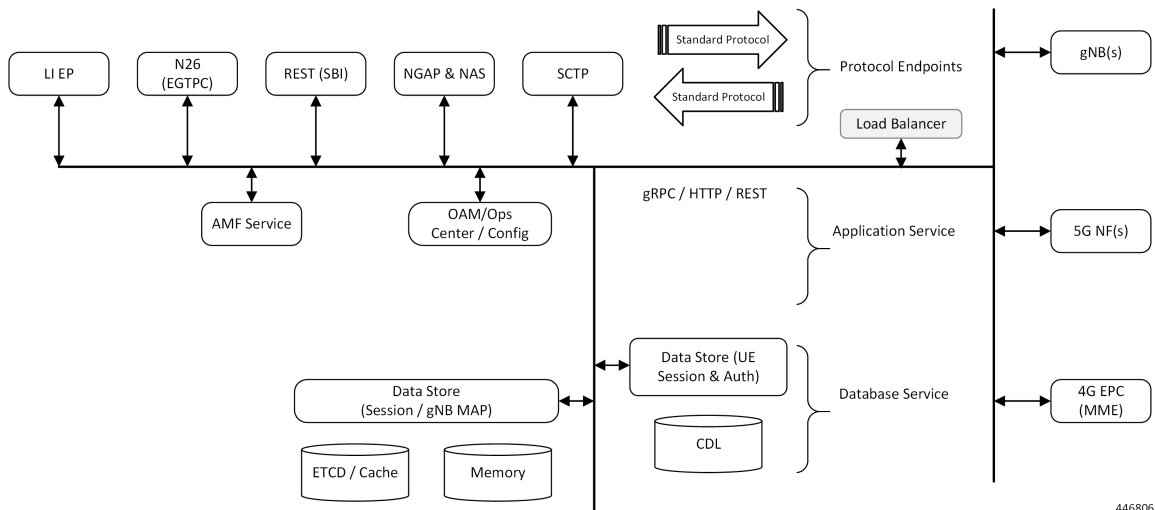 Standard Protocol
gNB(s)
LI EP
N26
(EGTPC)
REST (SBI)
NGAP & NAS
SCTP
Protocol Endpoints
Standard Protocol
Load Balancer
gRPC / HTTP / REST
AMF Service
OAM/Ops
Center / Config
Application Service
5G NF(s)
Data Store (UE
Session & Auth)
Data Store
(Session / gNB MAP)
Database Service
4G EPC
(MME)
CDL
ETCD / Cache
Memory
446806